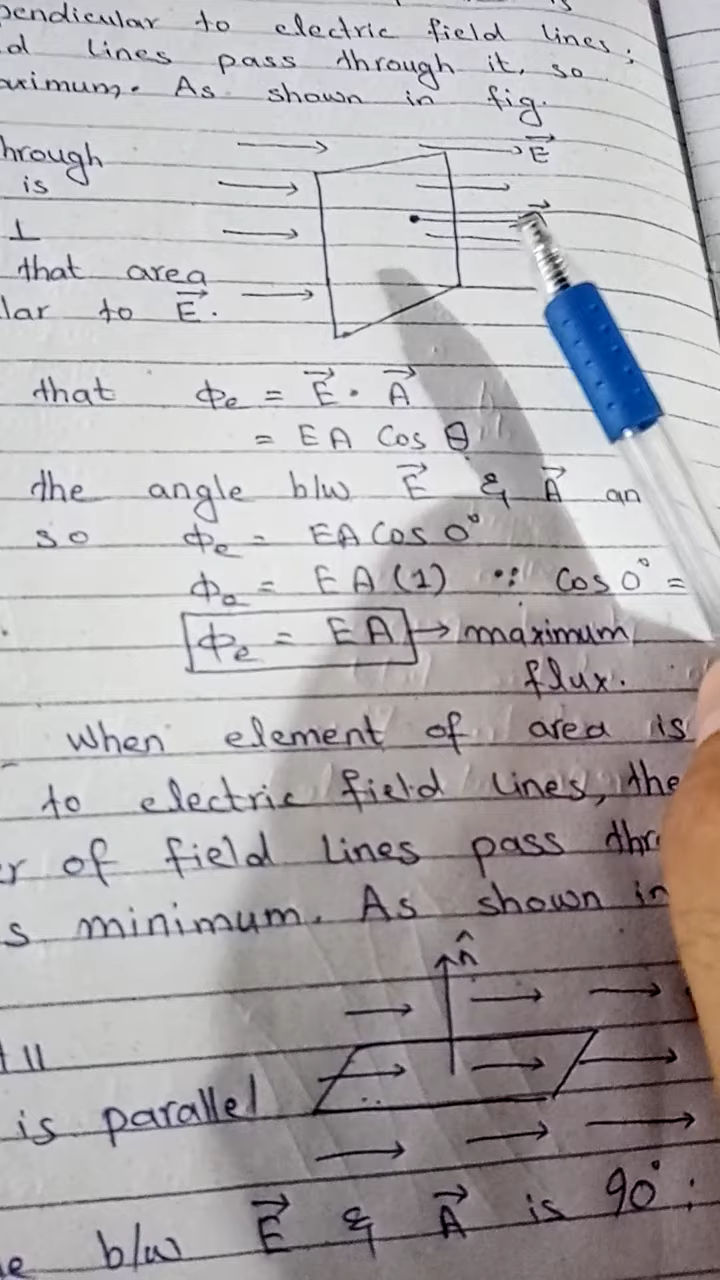 pendicular to electric field lines;
d lines pass through it, so
ximum. As shown in fig.
hrough
is
⊥
that area
lar to E⃗.
E⃗
that Φe = E⃗ . A⃗
= EA Cos θ
the angle b/w E⃗ & A⃗ an
so Φe = EA Cos 0°
Φe = EA (1) ∵ Cos 0° =
Φe = EA → maximum
flux.
When element of area is
to electric field lines, the
r of field lines pass thr
s minimum. As shown in
n̂
t ||
is parallel
e b/w E⃗ & A⃗ is 90°: